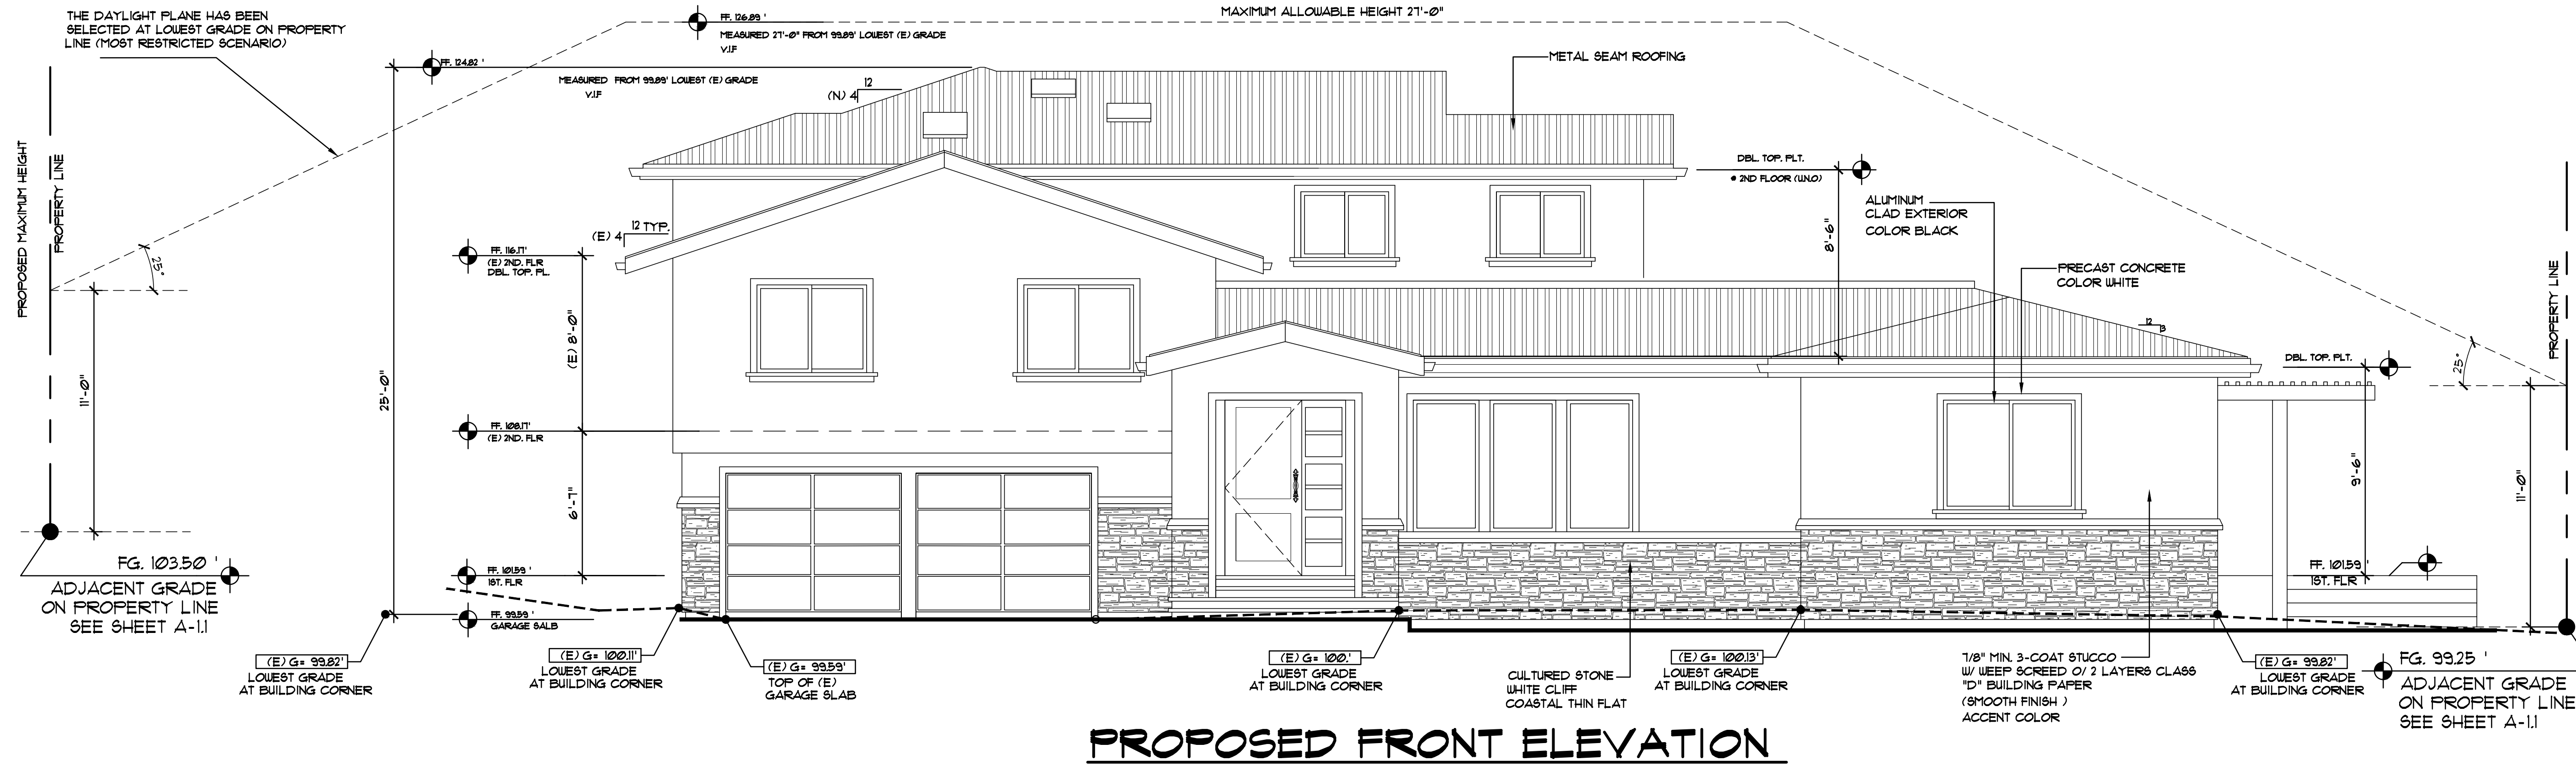 THE DAYLIGHT PLANE HAS BEEN
SELECTED AT LOWEST GRADE ON PROPERTY
LINE (MOST RESTRICTED SCENARIO)
FF. 126.89 '
MEASURED 27'-0" FROM 99.89' LOWEST (E) GRADE
V.I.F
MAXIMUM ALLOWABLE HEIGHT 27'-0"
FF. 124.82 '
MEASURED FROM 99.89' LOWEST (E) GRADE
V.I.F
12
(N) 4
METAL SEAM ROOFING
PROPOSED MAXIMUM HEIGHT
PROPERTY LINE
25°
11'-0"
25'-0"
12 TYP.
(E) 4
FF. 116.17'
(E) 2ND. FLR
DBL. TOP. PL.
(E) 8'-0"
FF. 108.17'
(E) 2ND. FLR
6'-7"
FF. 101.59 '
1ST. FLR
FF. 99.59 '
GARAGE SALB
DBL. TOP. PLT.
@ 2ND FLOOR (U.N.O)
8'-6"
ALUMINUM
CLAD EXTERIOR
COLOR BLACK
PRECAST CONCRETE
COLOR WHITE
12
3
PROPERTY LINE
25°
DBL. TOP. PLT.
9'-6"
11'-0"
FF. 101.59 '
1ST. FLR
FG. 103.50 '
ADJACENT GRADE
ON PROPERTY LINE
SEE SHEET A-1.1
(E) G= 99.82'
LOWEST GRADE
AT BUILDING CORNER
(E) G= 100.11'
LOWEST GRADE
AT BUILDING CORNER
(E) G= 99.59'
TOP OF (E)
GARAGE SLAB
(E) G= 100.'
LOWEST GRADE
AT BUILDING CORNER
CULTURED STONE
WHITE CLIFF
COASTAL THIN FLAT
(E) G= 100.13'
LOWEST GRADE
AT BUILDING CORNER
7/8" MIN. 3-COAT STUCCO
W/ WEEP SCREED O/ 2 LAYERS CLASS
"D" BUILDING PAPER
(SMOOTH FINISH )
ACCENT COLOR
(E) G= 99.82'
LOWEST GRADE
AT BUILDING CORNER
FG. 99.25 '
ADJACENT GRADE
ON PROPERTY LINE
SEE SHEET A-1.1
PROPOSED FRONT ELEVATION